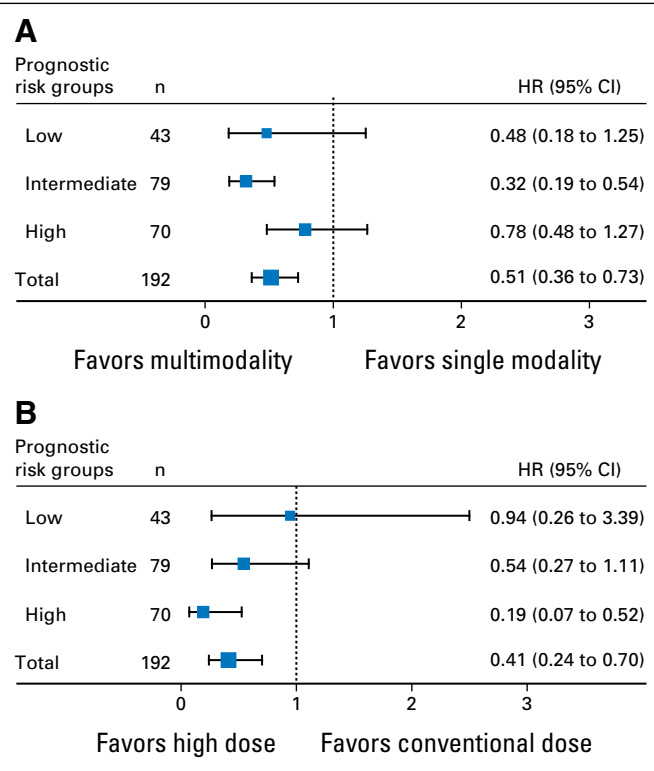 A
Prognostic
risk groups n HR (95% CI)
Low 43 0.48 (0.18 to 1.25)
Intermediate 79 0.32 (0.19 to 0.54)
High 70 0.78 (0.48 to 1.27)
Total 192 0.51 (0.36 to 0.73)
0 1 2 3
Favors multimodality Favors single modality
B
Prognostic
risk groups n HR (95% CI)
Low 43 0.94 (0.26 to 3.39)
Intermediate 79 0.54 (0.27 to 1.11)
High 70 0.19 (0.07 to 0.52)
Total 192 0.41 (0.24 to 0.70)
0 1 2 3
Favors high dose Favors conventional dose